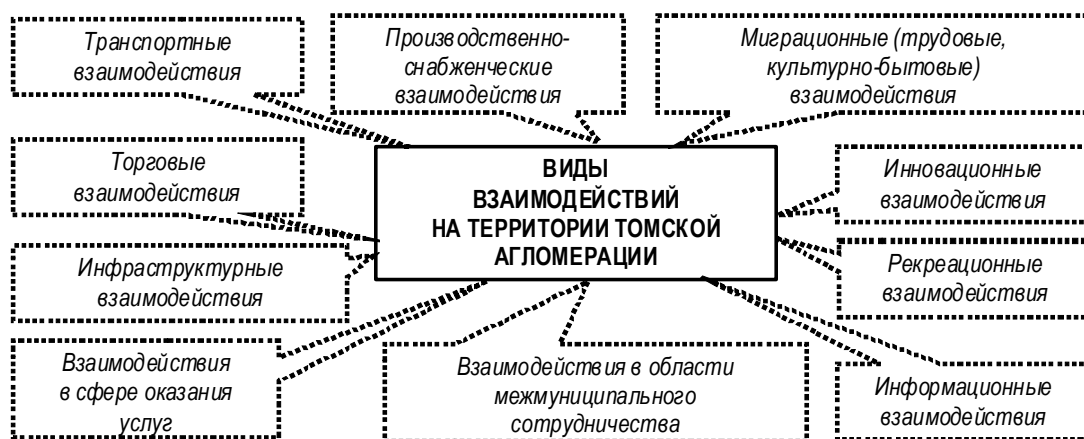 Транспортные
взаимодействия
Производственно-
снабженческие
взаимодействия
Миграционные (трудовые,
культурно-бытовые)
взаимодействия
Торговые
взаимодействия
ВИДЫ
ВЗАИМОДЕЙСТВИЙ
НА ТЕРРИТОРИИ ТОМСКОЙ
АГЛОМЕРАЦИИ
Инновационные
взаимодействия
Инфраструктурные
взаимодействия
Рекреационные
взаимодействия
Взаимодействия
в сфере оказания
услуг
Взаимодействия в области
межмуниципального
сотрудничества
Информационные
взаимодействия